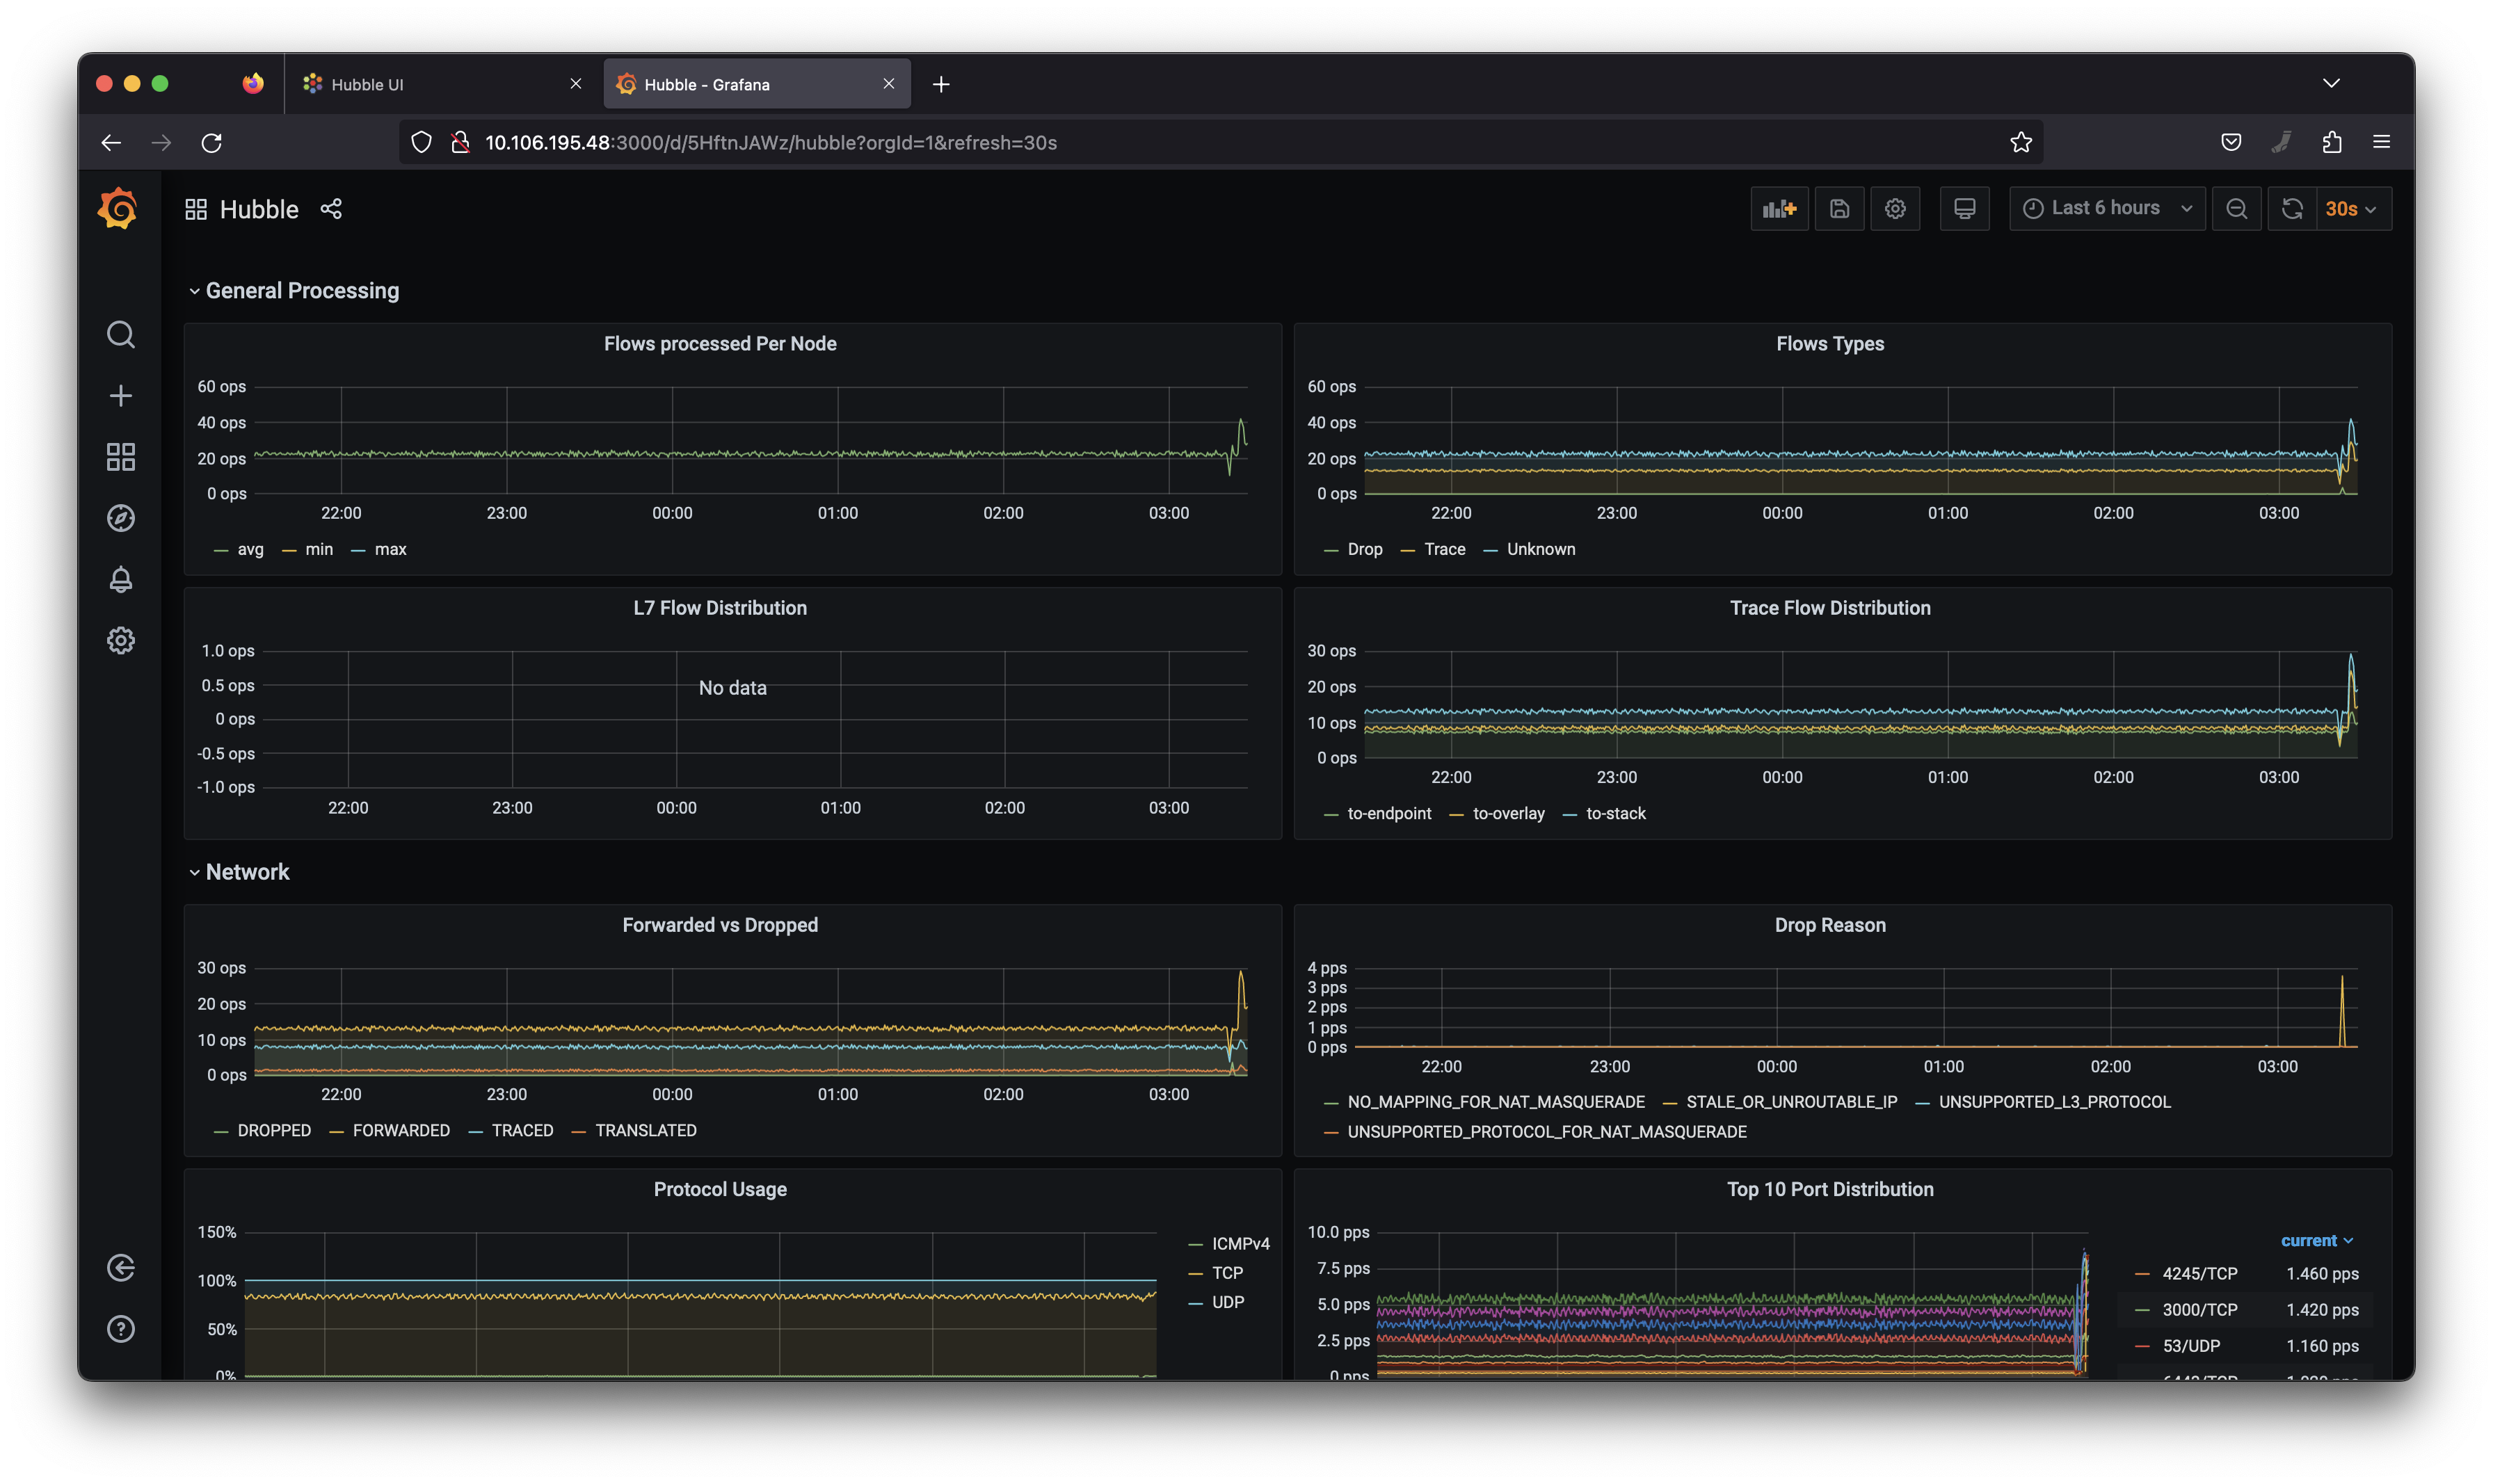 Hubble UI
Hubble - Grafana
10.106.195.48:3000/d/5HftnJAWz/hubble?orgId=1&refresh=30s
Hubble
Last 6 hours
30s
General Processing
Flows processed Per Node
60 ops
40 ops
20 ops
0 ops
22:00 23:00 00:00 01:00 02:00 03:00
avg min max
Flows Types
60 ops
40 ops
20 ops
0 ops
22:00 23:00 00:00 01:00 02:00 03:00
Drop Trace Unknown
L7 Flow Distribution
1.0 ops
0.5 ops
0 ops
-0.5 ops
-1.0 ops
No data
22:00 23:00 00:00 01:00 02:00 03:00
Trace Flow Distribution
30 ops
20 ops
10 ops
0 ops
22:00 23:00 00:00 01:00 02:00 03:00
to-endpoint to-overlay to-stack
Network
Forwarded vs Dropped
30 ops
20 ops
10 ops
0 ops
22:00 23:00 00:00 01:00 02:00 03:00
DROPPED FORWARDED TRACED TRANSLATED
Drop Reason
4 pps
3 pps
2 pps
1 pps
0 pps
22:00 23:00 00:00 01:00 02:00 03:00
NO_MAPPING_FOR_NAT_MASQUERADE STALE_OR_UNROUTABLE_IP UNSUPPORTED_L3_PROTOCOL
UNSUPPORTED_PROTOCOL_FOR_NAT_MASQUERADE
Protocol Usage
150%
100%
50%
0%
ICMPv4
TCP
UDP
Top 10 Port Distribution
10.0 pps
7.5 pps
5.0 pps
2.5 pps
0 pps
current
4245/TCP 1.460 pps
3000/TCP 1.420 pps
53/UDP 1.160 pps